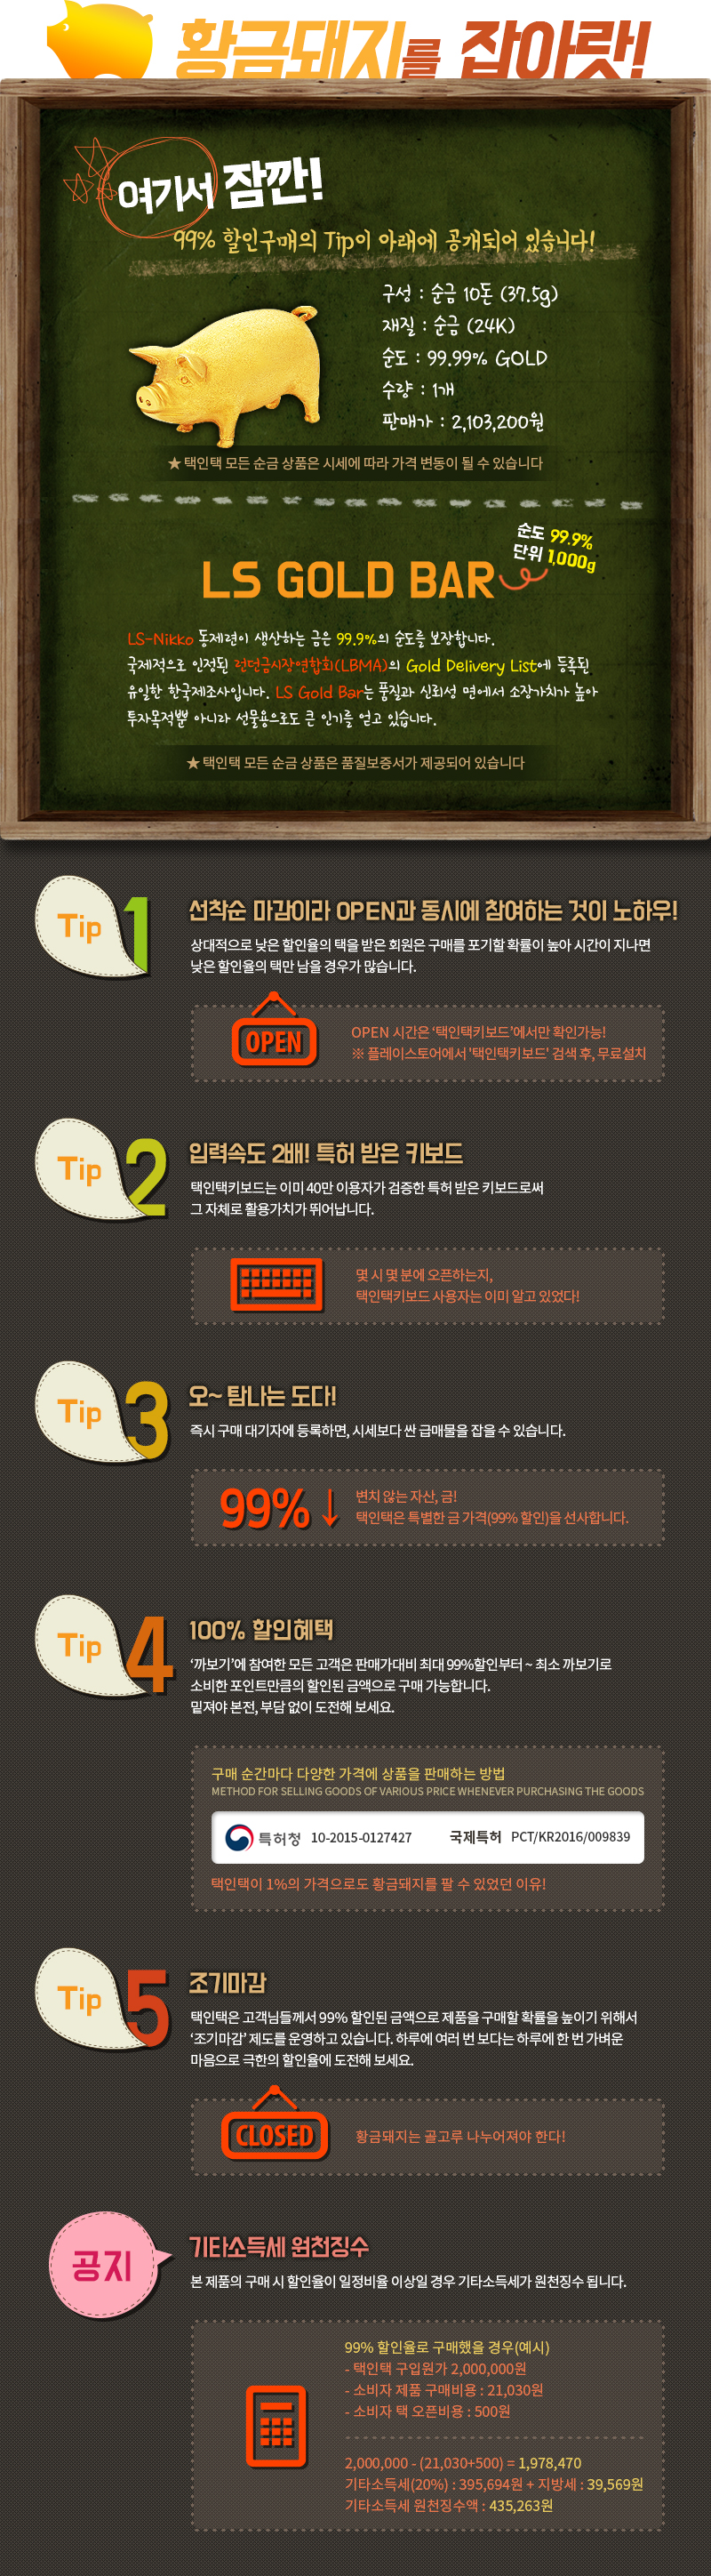 황금돼지를 잡아랏!
여기서 잠깐!
99% 할인구매의 Tip이 아래에 공개되어 있습니다!
구성 : 순금 10돈 (37.5g)
재질 : 순금 (24K)
순도 : 99.99% GOLD
수량 : 1개
판매가 : 2,103,200원
★ 택인택 모든 순금 상품은 시세에 따라 가격 변동이 될 수 있습니다
순도 99.9%
단위 1,000g
LS GOLD BAR
LS-Nikko 동제련이 생산하는 금은 99.9%의 순도를 보장합니다.
국제적으로 인정된 런던금시장연합회(LBMA)의 Gold Delivery List에 등록된
유일한 한국제조사입니다. LS Gold Bar는 품질과 신뢰성 면에서 소장가치가 높아
투자목적뿐 아니라 선물용으로도 큰 인기를 얻고 있습니다.
★ 택인택 모든 순금 상품은 품질보증서가 제공되어 있습니다
Tip 1
선착순 마감이라 OPEN과 동시에 참여하는 것이 노하우!
상대적으로 낮은 할인율의 택을 받은 회원은 구매를 포기할 확률이 높아 시간이 지나면
낮은 할인율의 택만 남을 경우가 많습니다.
OPEN
OPEN 시간은 '택인택키보드'에서만 확인가능!
※ 플레이스토어에서 '택인택키보드' 검색 후, 무료설치
Tip 2
입력속도 2배! 특허 받은 키보드
택인택키보드는 이미 40만 이용자가 검증한 특허 받은 키보드로써
그 자체로 활용가치가 뛰어납니다.
몇 시 몇 분에 오픈하는지,
택인택키보드 사용자는 이미 알고 있었다!
Tip 3
오~ 탐나는 도다!
즉시 구매 대기자에 등록하면, 시세보다 싼 급매물을 잡을 수 있습니다.
99% ↓
변치 않는 자산, 금!
택인택은 특별한 금 가격(99% 할인)을 선사합니다.
Tip 4
100% 할인혜택
'까보기'에 참여한 모든 고객은 판매가대비 최대 99%할인부터 ~ 최소 까보기로
소비한 포인트만큼의 할인된 금액으로 구매 가능합니다.
밑져야 본전, 부담 없이 도전해 보세요.
구매 순간마다 다양한 가격에 상품을 판매하는 방법
METHOD FOR SELLING GOODS OF VARIOUS PRICE WHENEVER PURCHASING THE GOODS
특허청 10-2015-0127427 국제특허 PCT/KR2016/009839
택인택이 1%의 가격으로도 황금돼지를 팔 수 있었던 이유!
Tip 5
조기마감
택인택은 고객님들께서 99% 할인된 금액으로 제품을 구매할 확률을 높이기 위해서
'조기마감' 제도를 운영하고 있습니다. 하루에 여러 번 보다는 하루에 한 번 가벼운
마음으로 극한의 할인율에 도전해 보세요.
CLOSED
황금돼지는 골고루 나누어져야 한다!
공지
기타소득세 원천징수
본 제품의 구매 시 할인율이 일정비율 이상일 경우 기타소득세가 원천징수 됩니다.
99% 할인율로 구매했을 경우(예시)
- 택인택 구입원가 2,000,000원
- 소비자 제품 구매비용 : 21,030원
- 소비자 택 오픈비용 : 500원
2,000,000 - (21,030+500) = 1,978,470
기타소득세(20%) : 395,694원 + 지방세 : 39,569원
기타소득세 원천징수액 : 435,263원